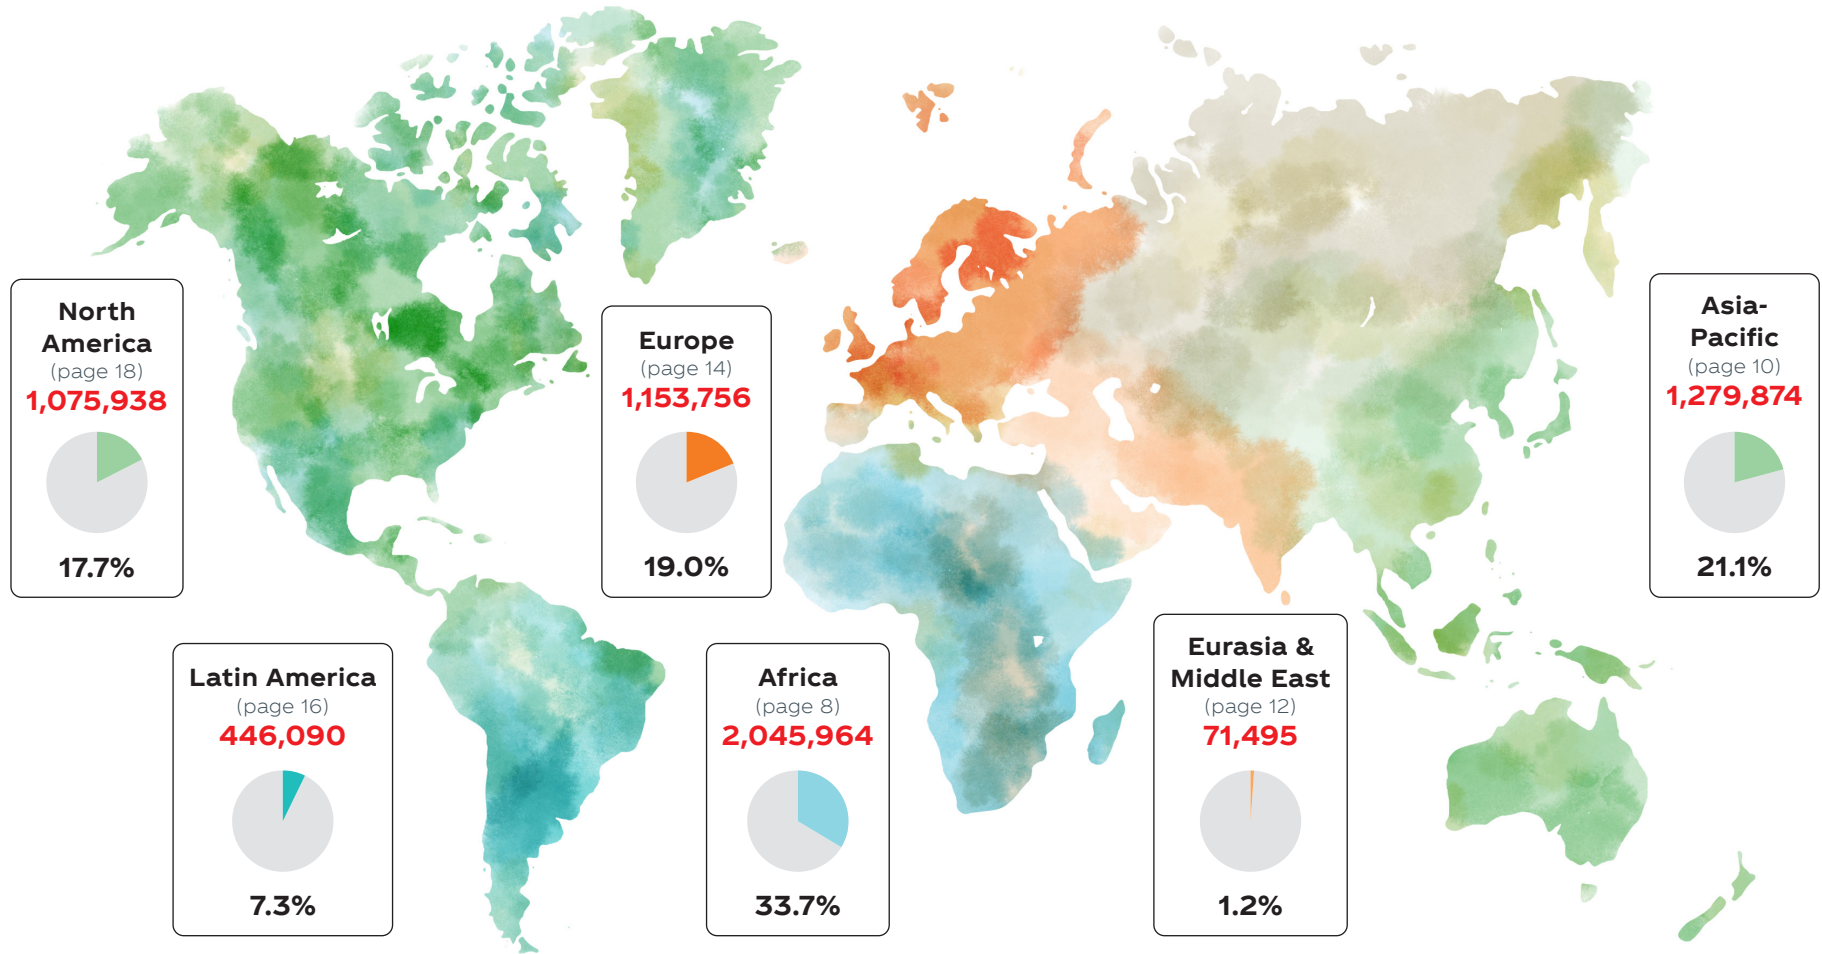 North
America
(page 18)
1,075,938
17.7%
Europe
(page 14)
1,153,756
19.0%
Asia-
Pacific
(page 10)
1,279,874
21.1%
Latin America
(page 16)
446,090
7.3%
Africa
(page 8)
2,045,964
33.7%
Eurasia &
Middle East
(page 12)
71,495
1.2%